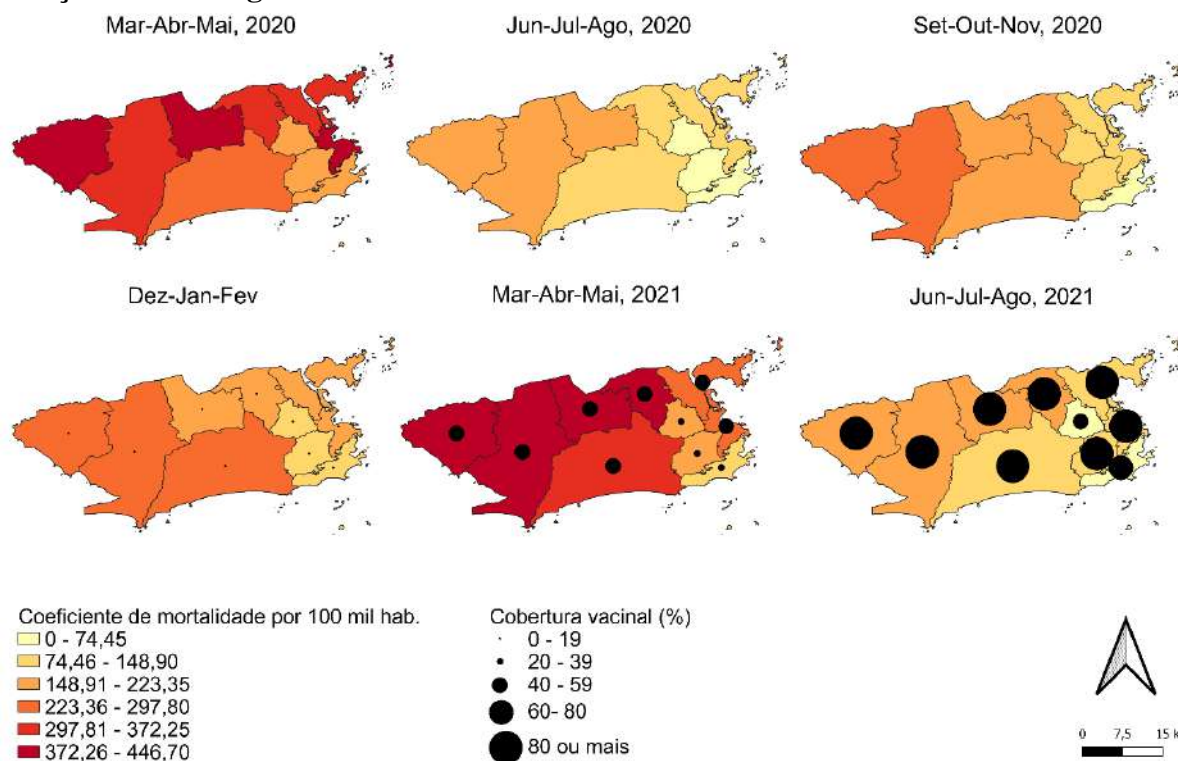 Mar-Abr-Mai, 2020
Jun-Jul-Ago, 2020
Set-Out-Nov, 2020
Dez-Jan-Fev
Mar-Abr-Mai, 2021
Jun-Jul-Ago, 2021
Coeficiente de mortalidade por 100 mil hab.
0 - 74,45
74,46 - 148,90
148,91 - 223,35
223,36 - 297,80
297,81 - 372,25
372,26 - 446,70
Cobertura vacinal (%)
0 - 19
20 - 39
40 - 59
60- 80
80 ou mais
0 7,5 15 k